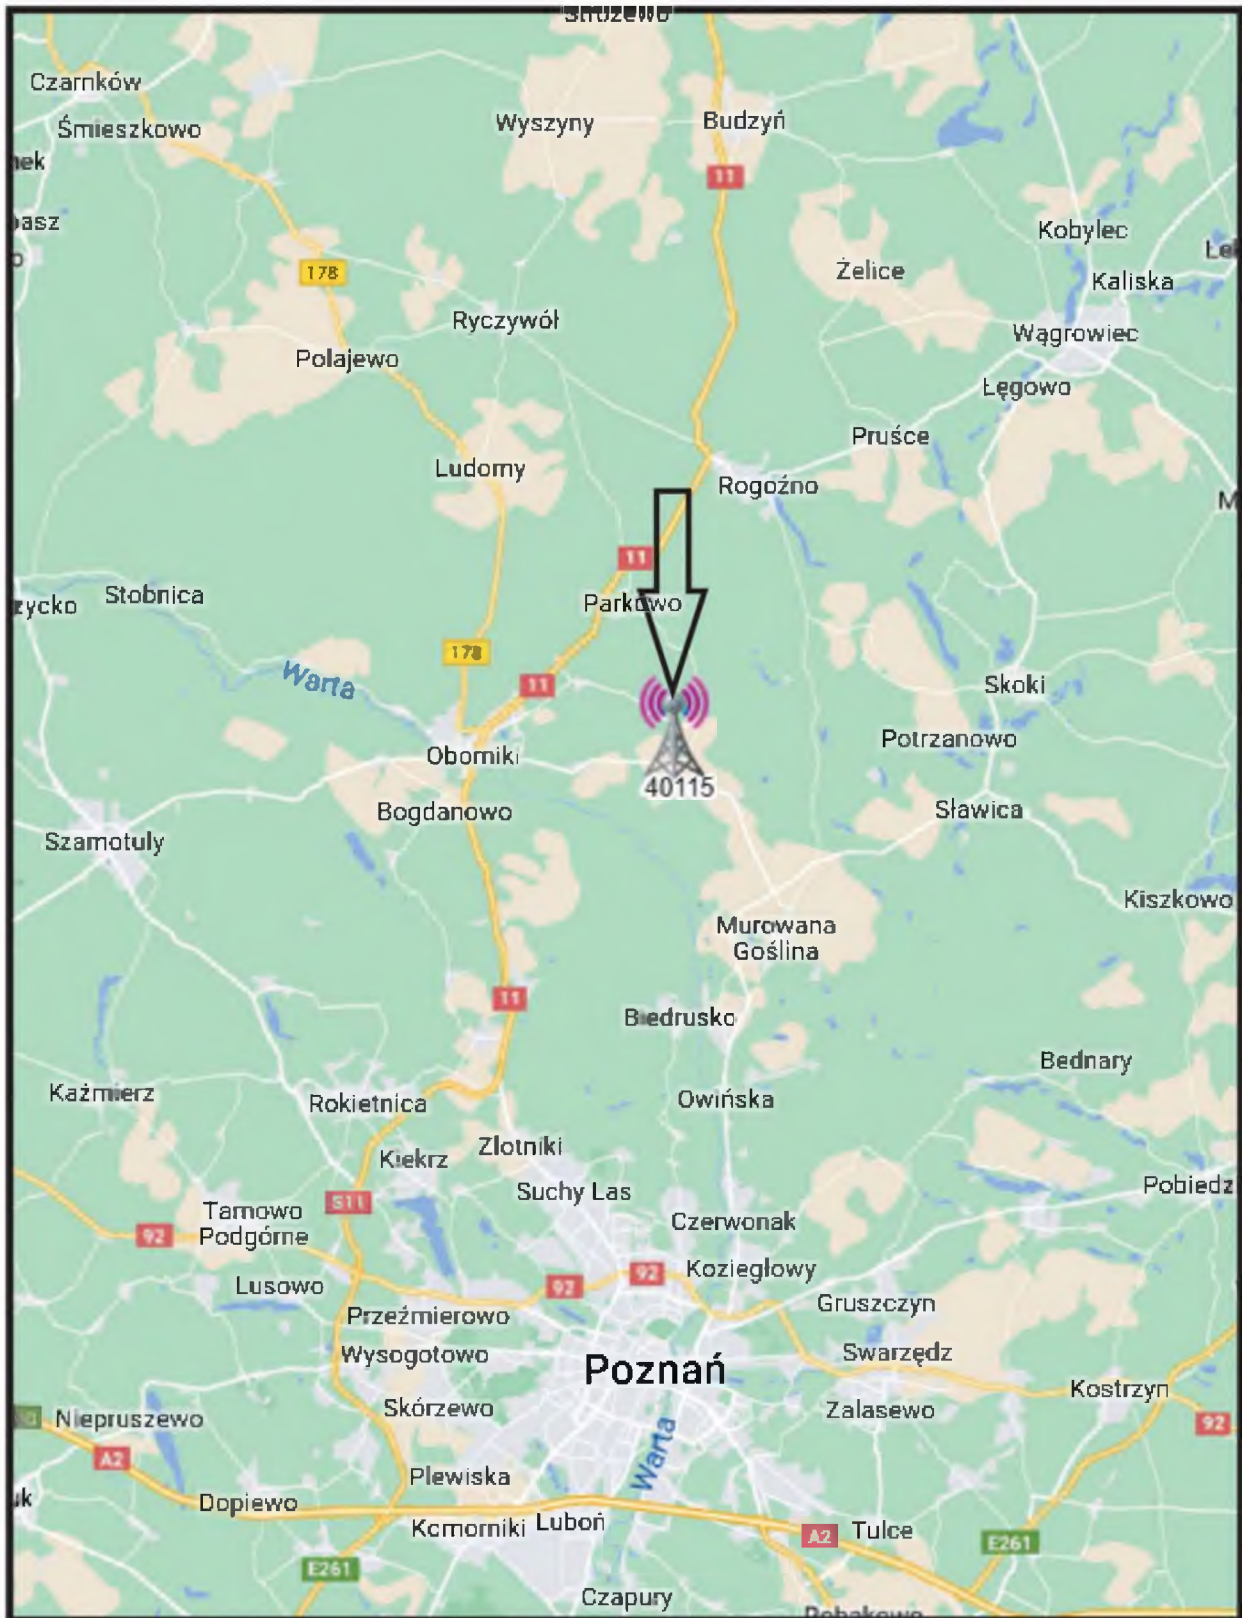 Czarnków
Śmieszkowo
Wyszyny
Budzyń
11
Kobylec
Żelice
Kaliska
178
Ryczywół
Wągrowiec
Polajewo
Łęgowo
Pruśce
Ludomy
Rogoźno
11
Stobnica
Parkowo
178
Warta
11
Skoki
Potrzanowo
Oborniki
40115
Bogdanowo
Sławica
Szamotuly
Kiszkowo
Murowana
Goślina
11
Biedrusko
Bednary
Kaźmierz
Rokietnica
Owińska
Zlotniki
Kiekrz
Suchy Las
Pobiedz
S11
Tarnowo
Podgórne
Czerwonak
92
92
92
Koziegłowy
Lusowo
Gruszczyn
Przeźmierowo
Wysogotowo
Swarzędz
Poznań
Kostrzyn
Skórzewo
Zalasewo
Niepruszewo
92
Warta
A2
Plewiska
Dopiewo
Komorniki
Luboń
A2
Tulce
E261
E261
Czapury